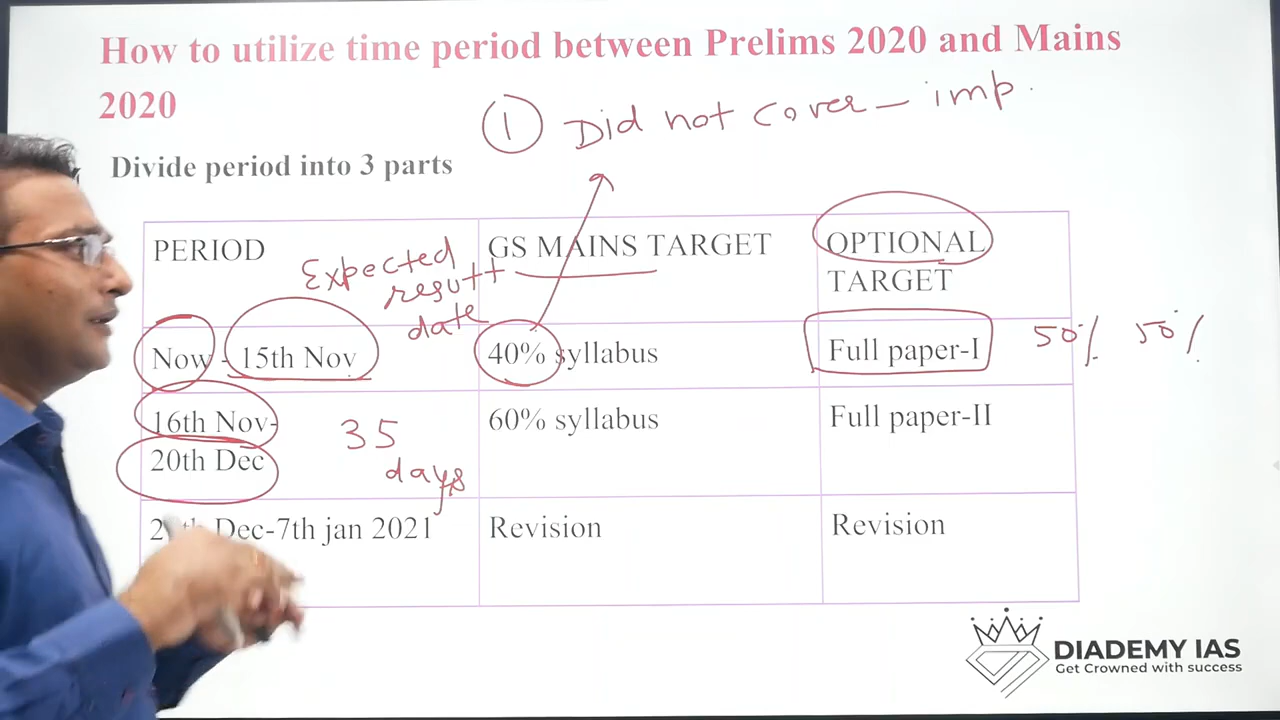 How to utilize time period between Prelims 2020 and Mains
2020
① Did not cover – imp.
Divide period into 3 parts
PERIOD
GS MAINS TARGET
OPTIONAL
TARGET
Expected
result
date
Now - 15th Nov
40% syllabus
Full paper-I
50% 50%
16th Nov-
20th Dec
35
days
60% syllabus
Full paper-II
Dec-7th jan 2021
Revision
Revision
DIADEMY IAS
Get Crowned with success